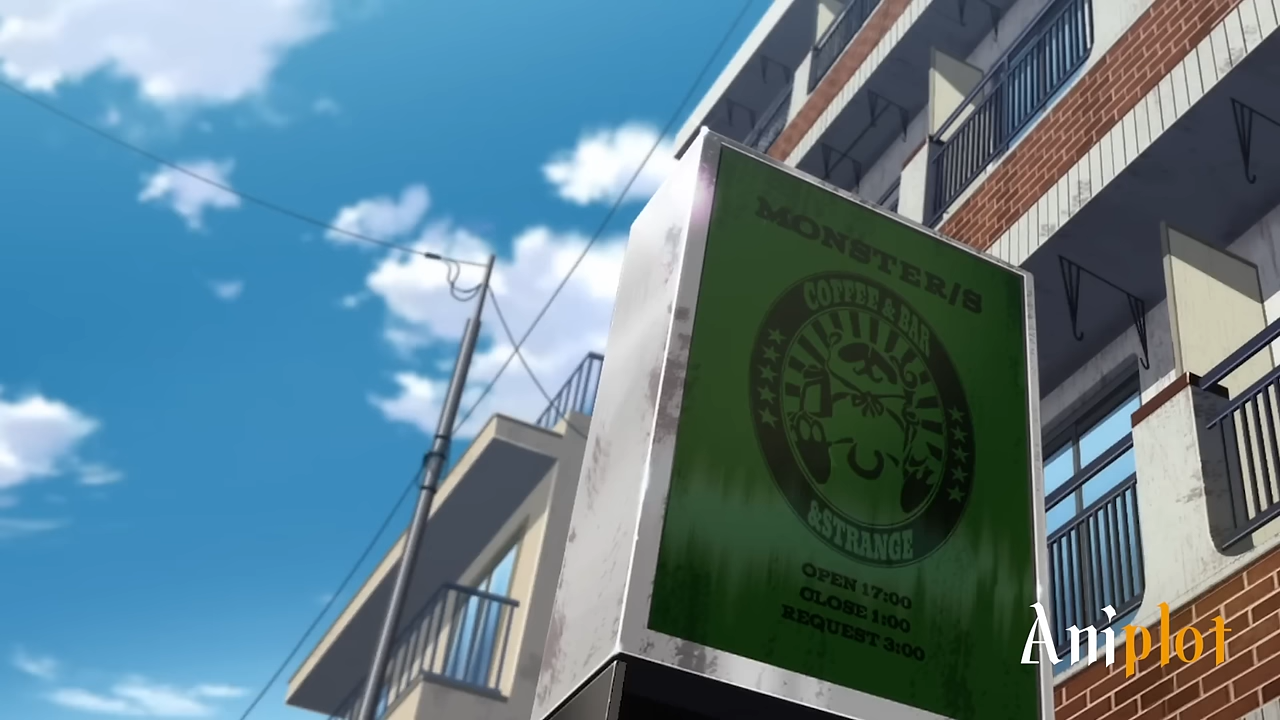 MONSTER/S
COFFEE & BAR
&STRANGE
OPEN 17:00
CLOSE 1:00
REQUEST 3:00
Aniplot